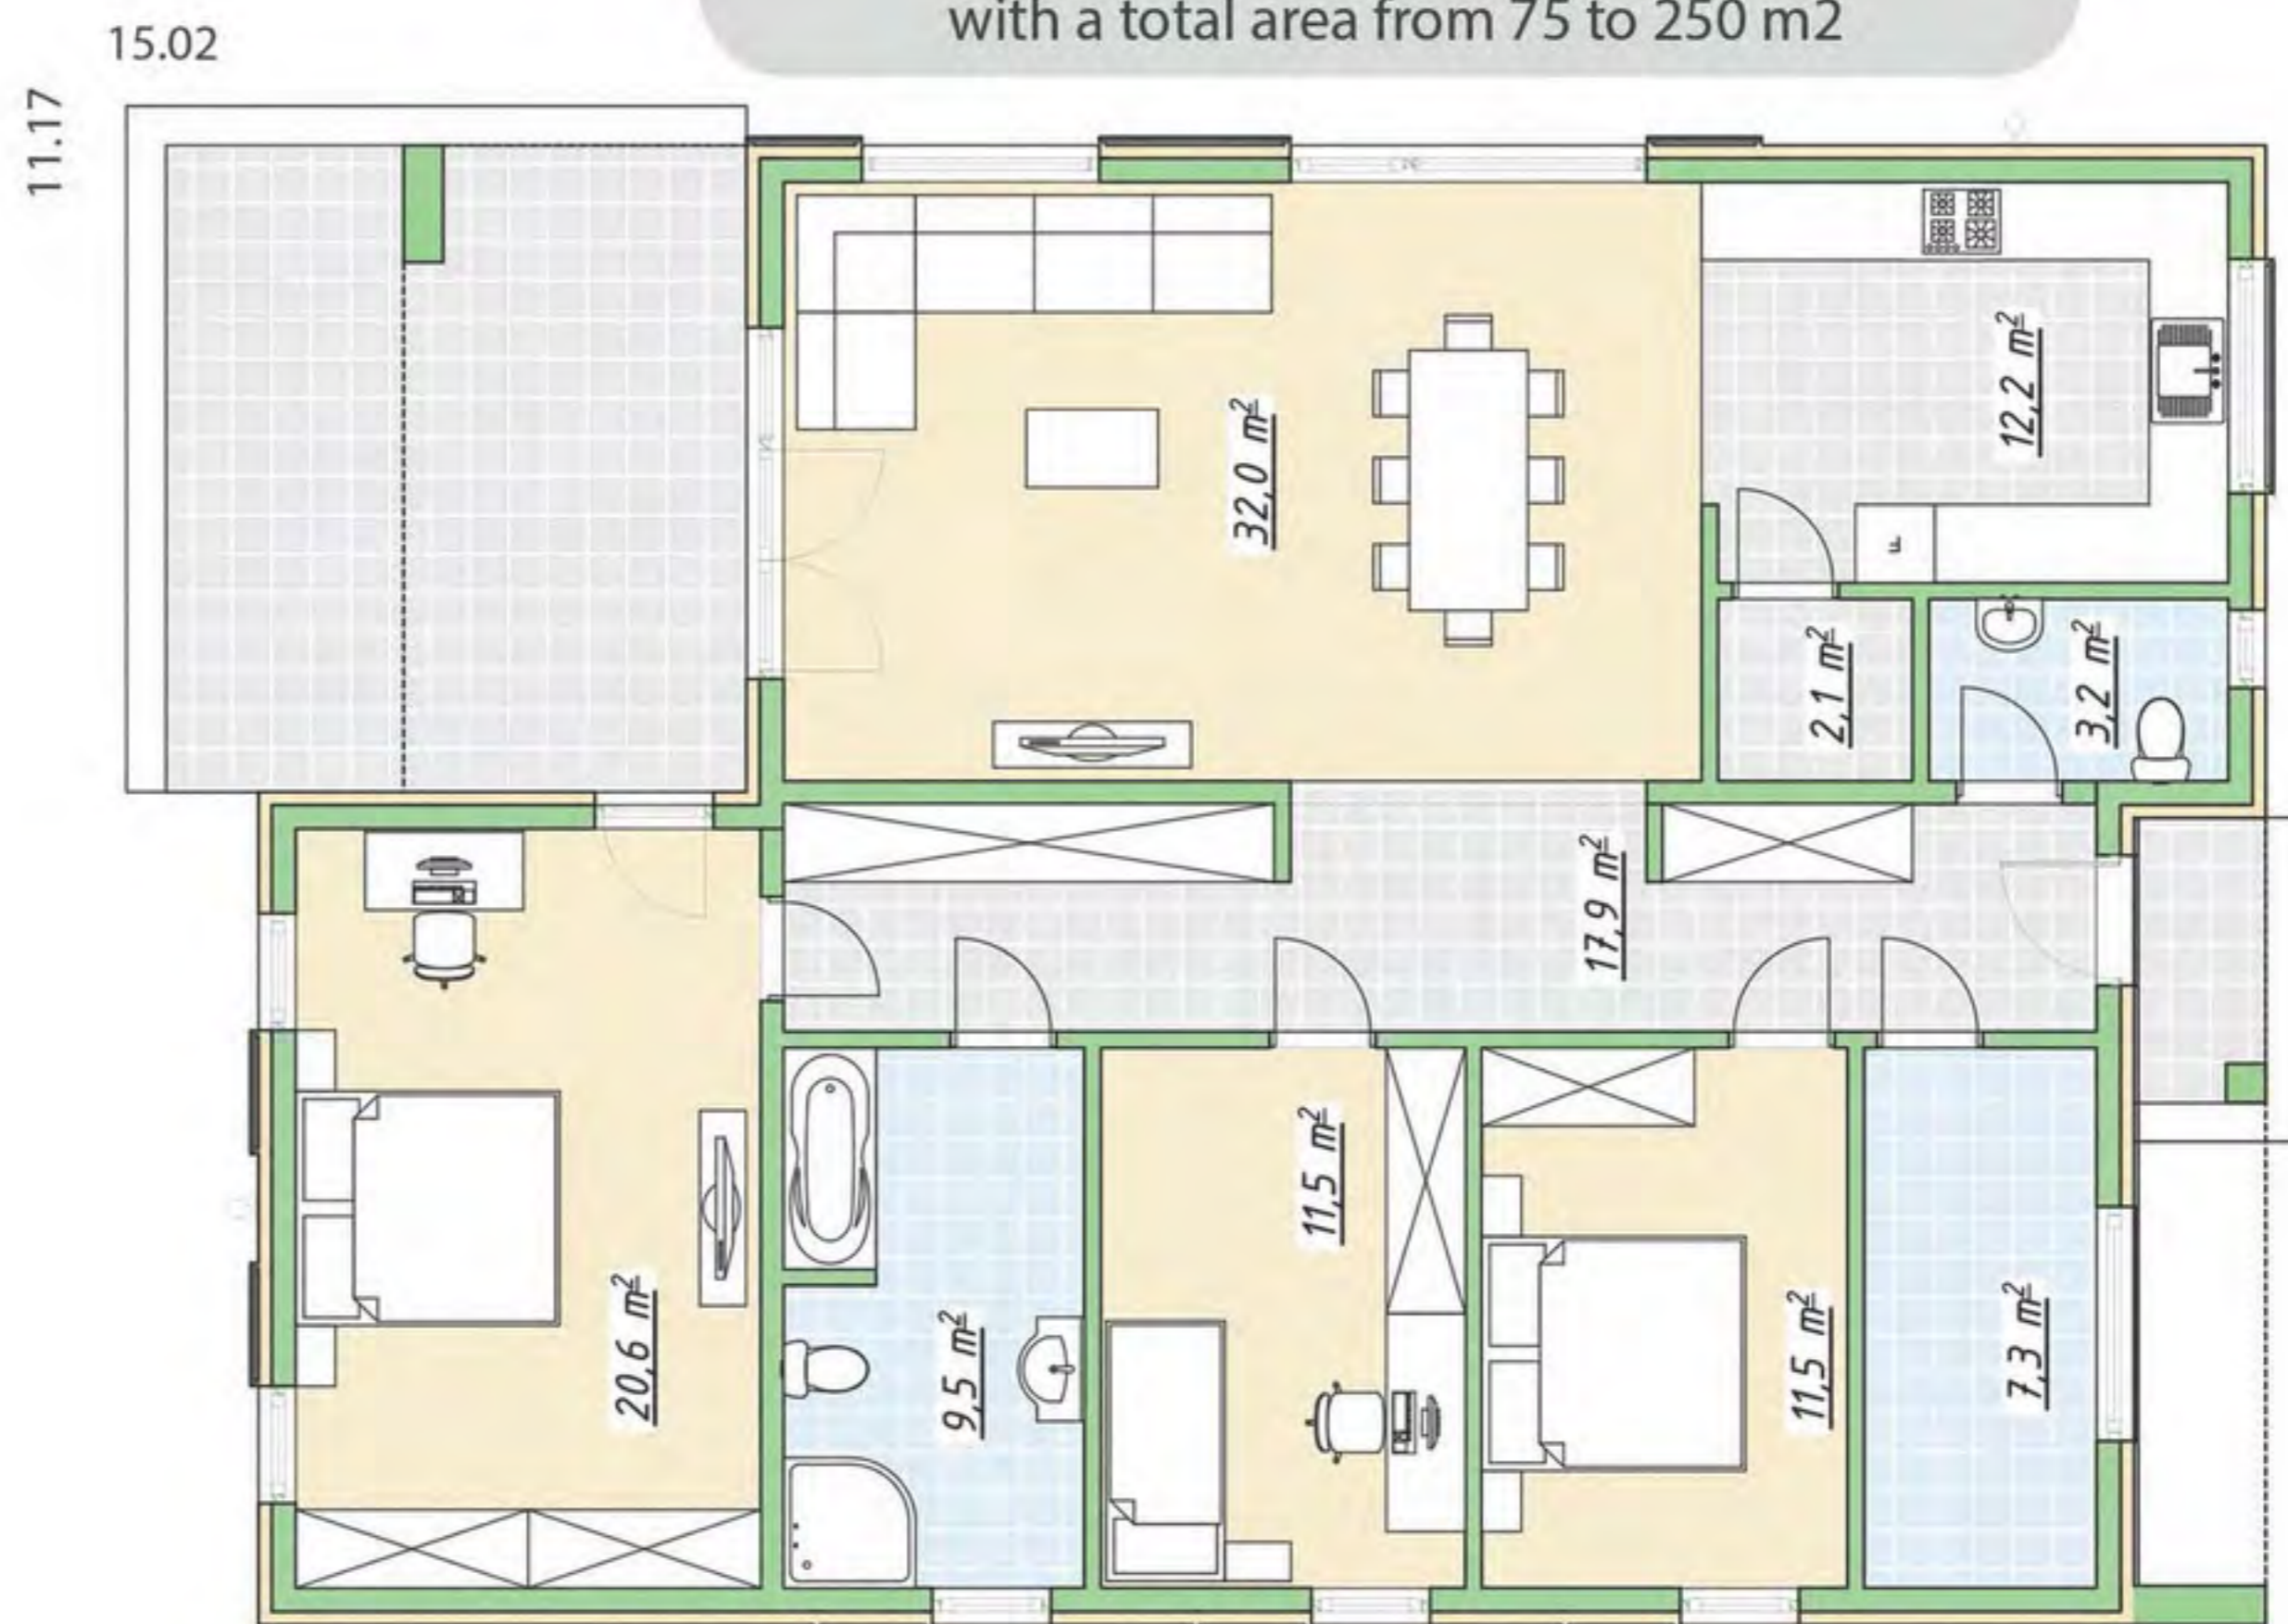 with a total area from 75 to 250 m2
15.02
11.17
32,0 m²
12,2 m²
F
2,1 m²
3,2 m²
17,9 m²
20,6 m²
9,5 m²
11,5 m²
11,5 m²
7,3 m²